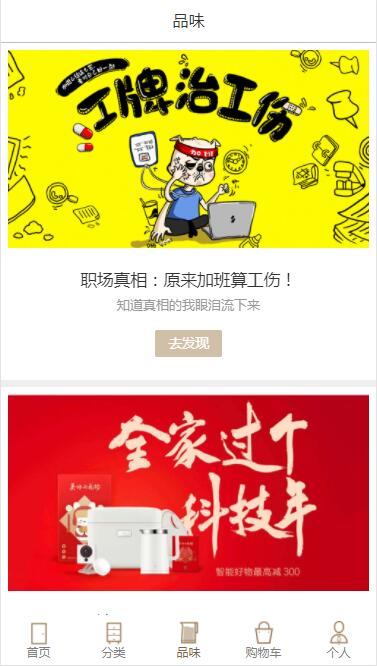 品味
工牌治工伤
NO BUG
职场真相：原来加班算工伤！
知道真相的我眼泪流下来
去发现
全家过个
科技年
智能好物最高减 300
首页
分类
品味
购物车
个人